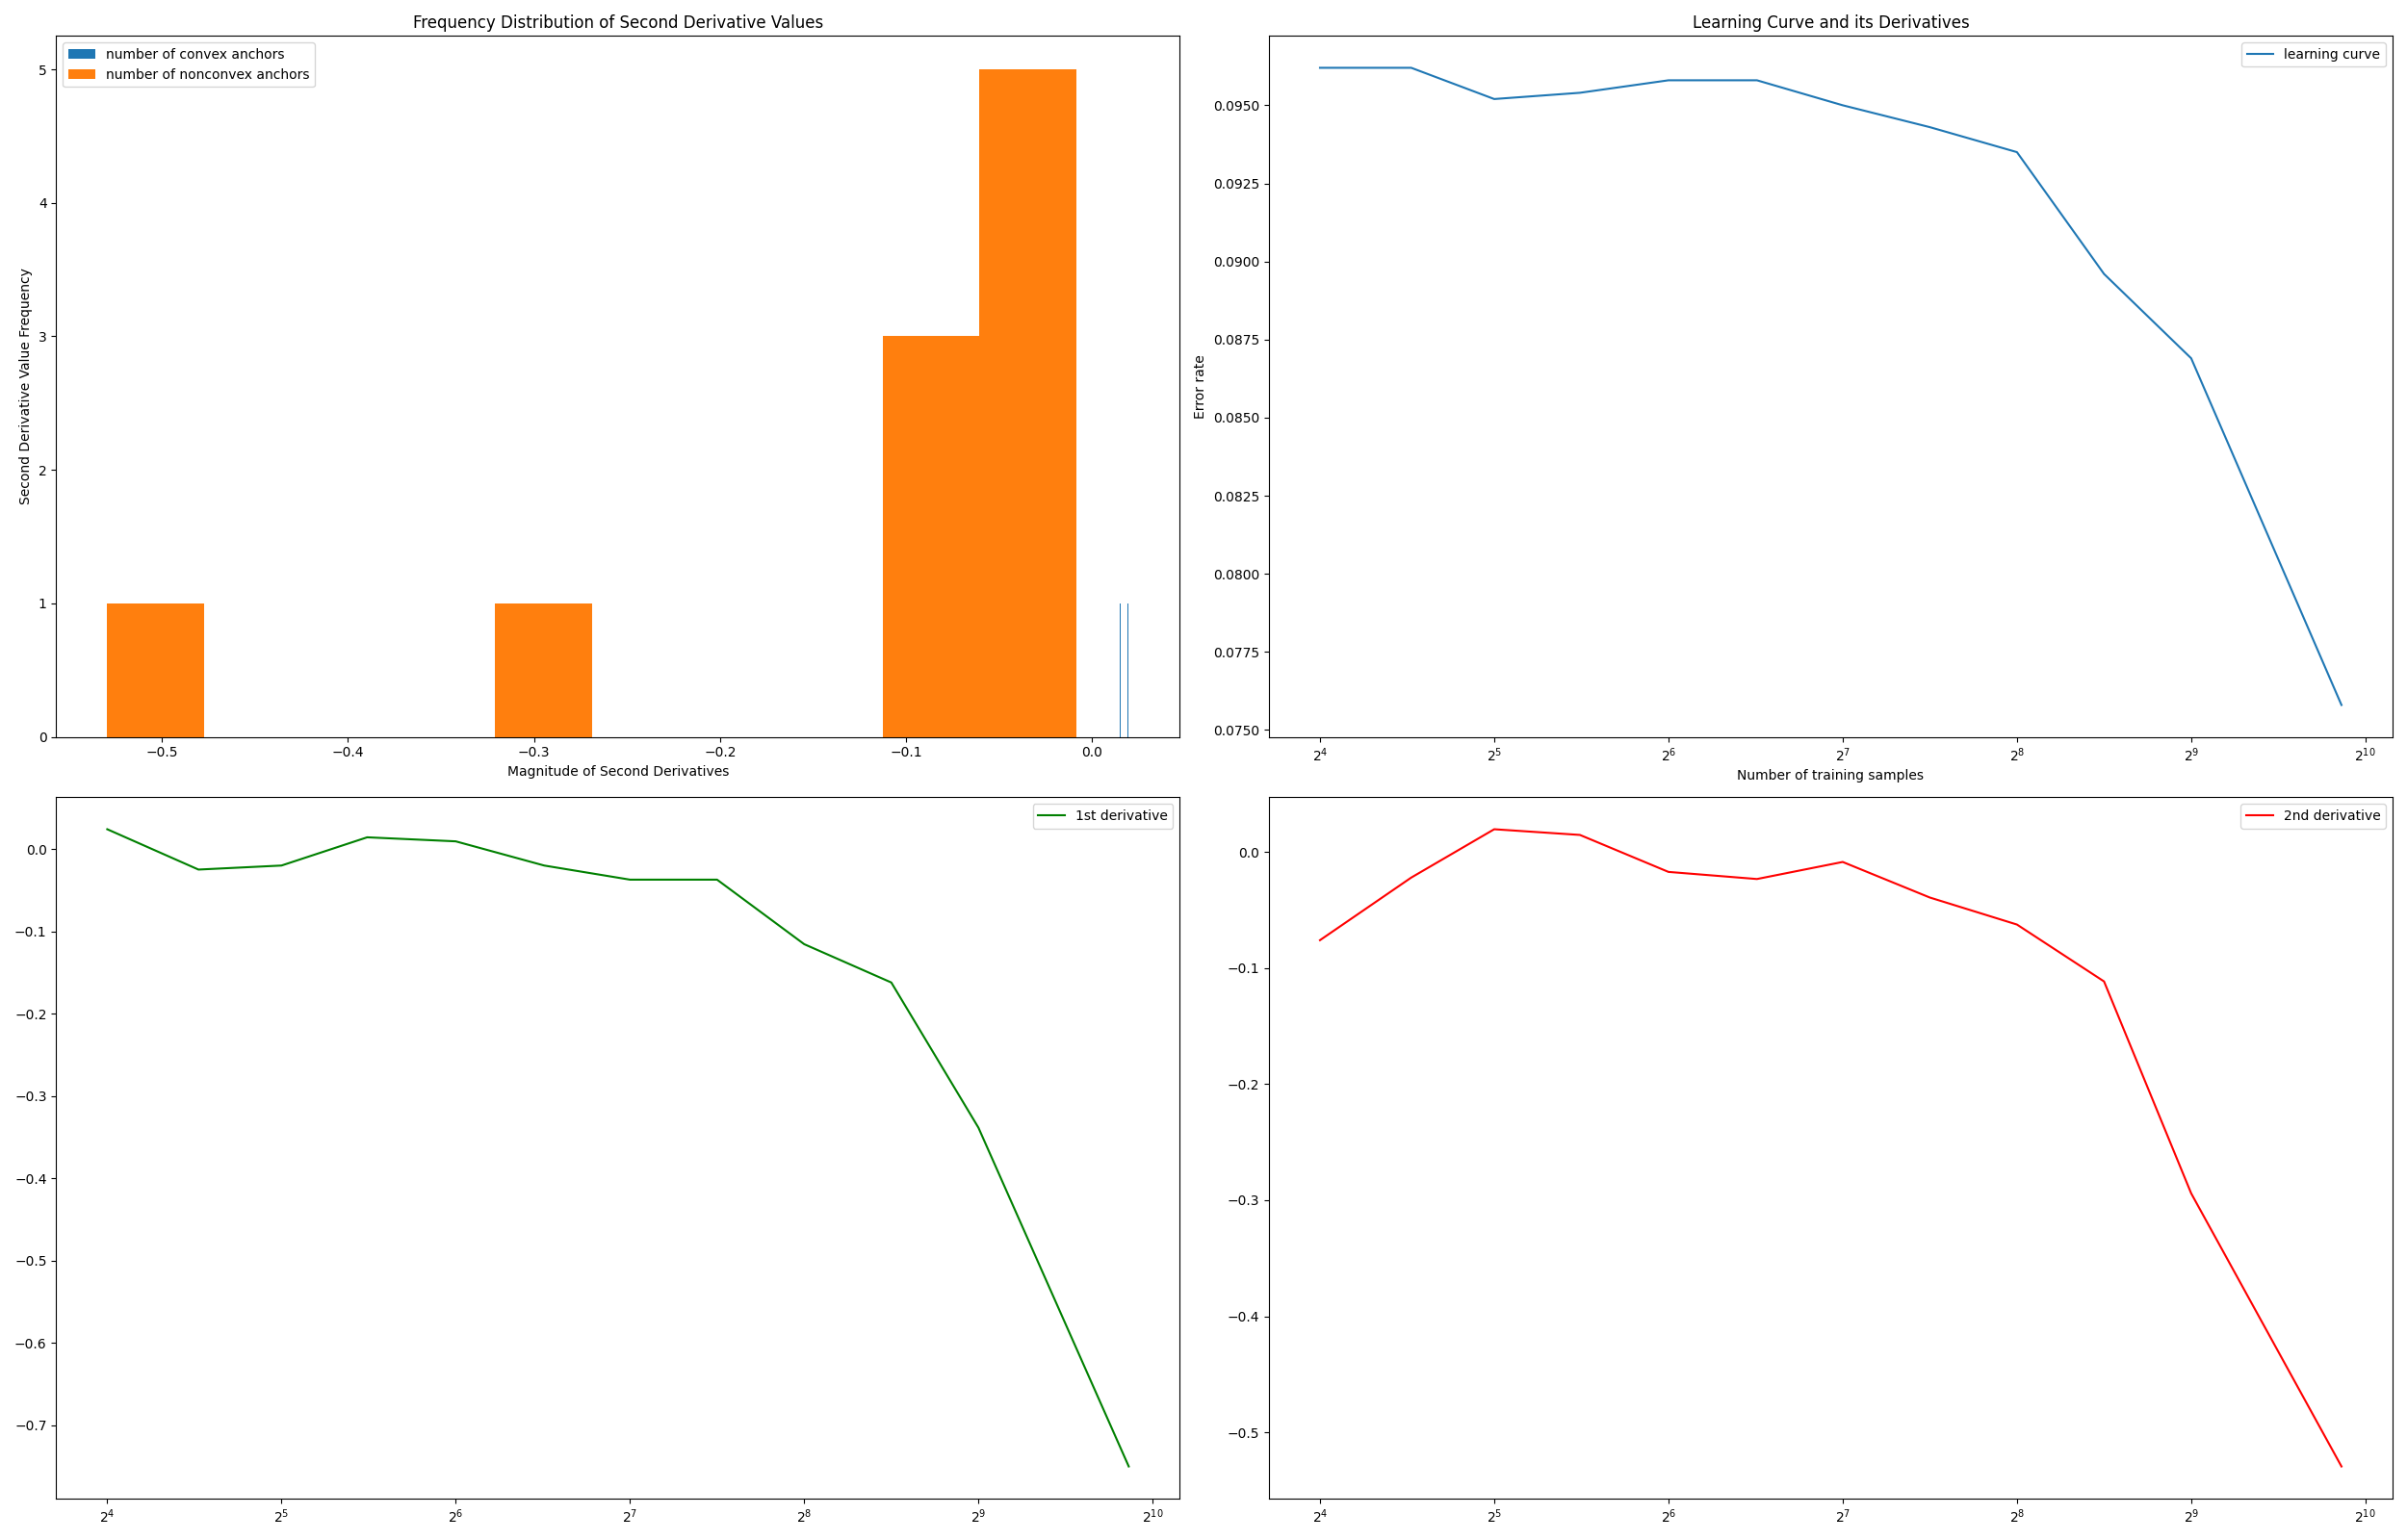 Frequency Distribution of Second Derivative Values
number of convex anchors
number of nonconvex anchors
Second Derivative Value Frequency
5
4
3
2
1
0
−0.5 −0.4 −0.3 −0.2 −0.1 0.0
Magnitude of Second Derivatives
Learning Curve and its Derivatives
learning curve
Error rate
0.0950
0.0925
0.0900
0.0875
0.0850
0.0825
0.0800
0.0775
0.0750
2⁴ 2⁵ 2⁶ 2⁷ 2⁸ 2⁹ 2¹⁰
Number of training samples
1st derivative
0.0
−0.1
−0.2
−0.3
−0.4
−0.5
−0.6
−0.7
2⁴ 2⁵ 2⁶ 2⁷ 2⁸ 2⁹ 2¹⁰
2nd derivative
0.0
−0.1
−0.2
−0.3
−0.4
−0.5
2⁴ 2⁵ 2⁶ 2⁷ 2⁸ 2⁹ 2¹⁰